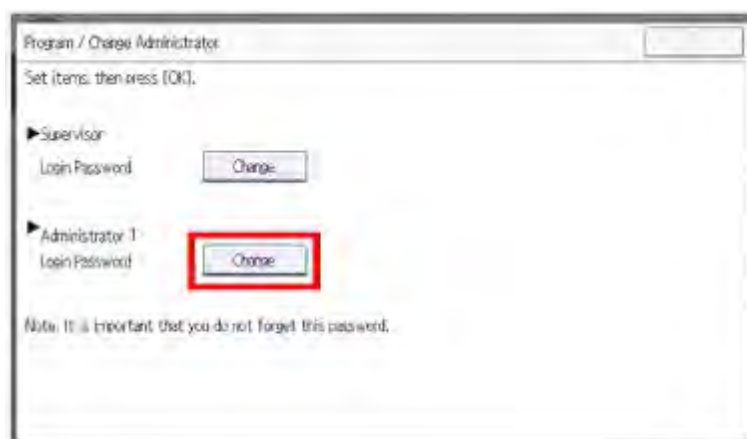 Program / Change Administrator
Set items, then press [OK].
▶Supervisor
Login Password Change
▶Administrator 1
Login Password Change
Note: It is important that you do not forget this password.